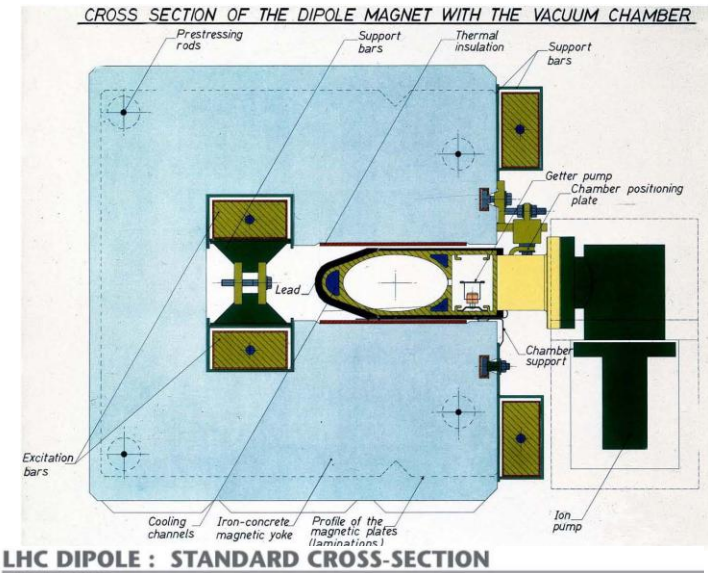 CROSS SECTION OF THE DIPOLE MAGNET WITH THE VACUUM CHAMBER
Prestressing
rods
Support
bars
Thermal
insulation
Support
bars
Getter pump
Chamber positioning
plate
Lead
Chamber
support
Excitation
bars
Cooling
channels
Iron-concrete
magnetic yoke
Profile of the
magnetic plates
(laminations)
Ion
pump
LHC DIPOLE : STANDARD CROSS-SECTION